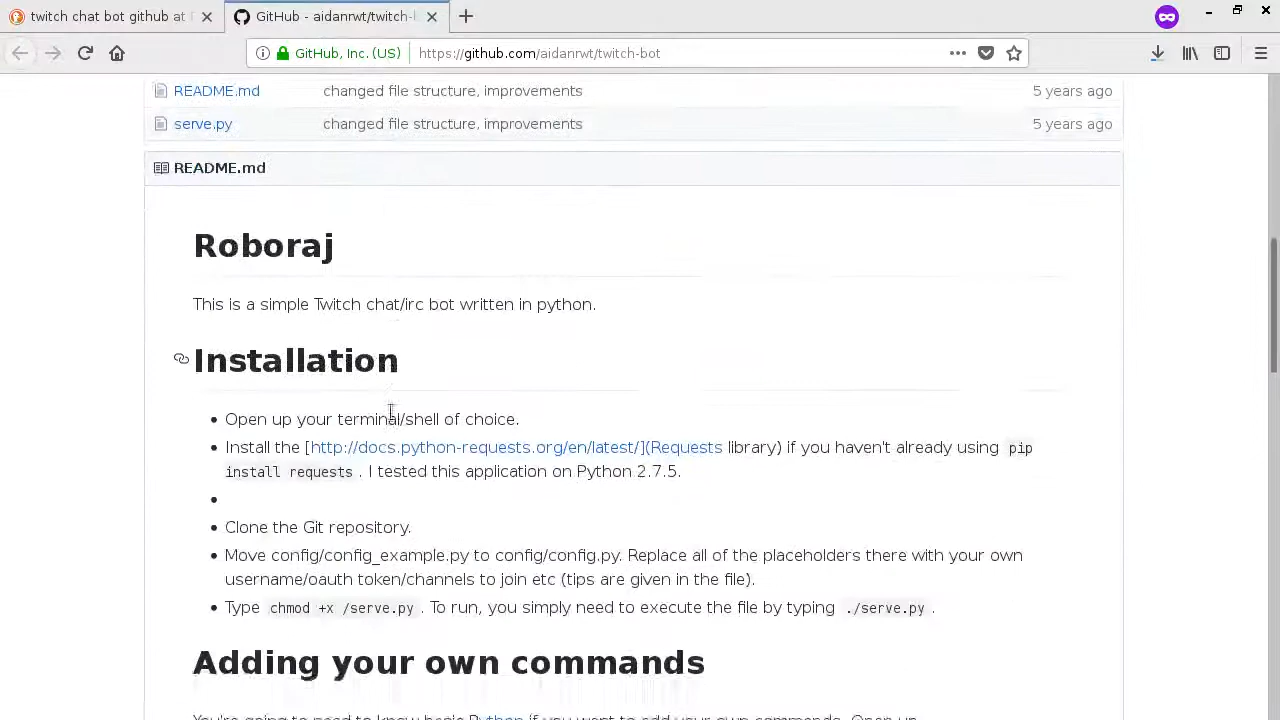 twitch chat bot github at
GitHub - aidanrwt/twitch-
GitHub, Inc. (US)
https://github.com/aidanrwt/twitch-bot
README.md changed file structure, improvements 5 years ago
serve.py changed file structure, improvements 5 years ago
README.md
Roboraj
This is a simple Twitch chat/irc bot written in python.
Installation
• Open up your terminal/shell of choice.
• Install the [http://docs.python-requests.org/en/latest/](Requests library) if you haven't already using pip
install requests . I tested this application on Python 2.7.5.
•
• Clone the Git repository.
• Move config/config_example.py to config/config.py. Replace all of the placeholders there with your own
username/oauth token/channels to join etc (tips are given in the file).
• Type chmod +x /serve.py . To run, you simply need to execute the file by typing ./serve.py .
Adding your own commands
You're going to need to know basic Python if you want to add your own commands. Open up